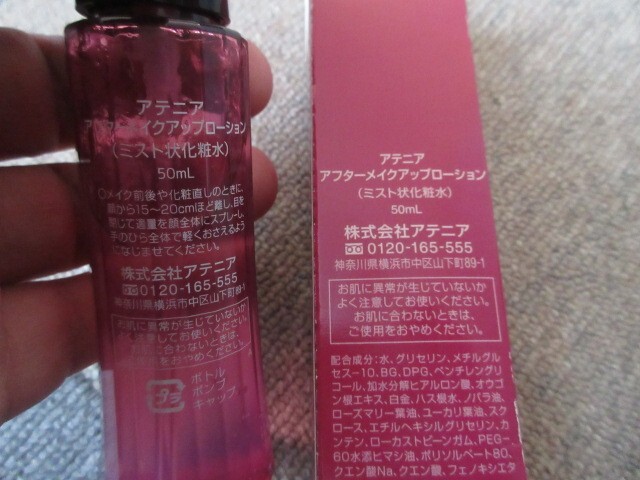 アテニア
アフターメイクアップローション
(ミスト状化粧水)
50mL
○メイク前後や化粧直しのときに、
顔から15～20cmほど離し、目を
閉じて適量を顔全体にスプレーし、
手のひら全体で軽くおさえるよう
になじませてください。
株式会社アテニア
0120-165-555
神奈川県横浜市中区山下町89-1
お肌に異常が生じていないか
よく注意してお使いください。
お肌に合わないときは、
ご使用をおやめください。
プラ
ボトル
ポンプ
キャップ
アテニア
アフターメイクアップローション
(ミスト状化粧水)
50mL
株式会社アテニア
0120-165-555
神奈川県横浜市中区山下町89-1
お肌に異常が生じていないか
よく注意してお使いください。
お肌に合わないときは、
ご使用をおやめください。
配合成分:水、グリセリン、メチルグル
セス-10、BG、DPG、ペンチレングリ
コール、加水分解ヒアルロン酸、オウゴ
ン根エキス、白金、ハス根水、ノバラ油、
ローズマリー葉油、ユーカリ葉油、スク
ロース、エチルヘキシルグリセリン、カ
ンテン、ローカストビーンガム、PEG-
60水添ヒマシ油、ポリソルベート80、
クエン酸Na、クエン酸、フェノキシエタ